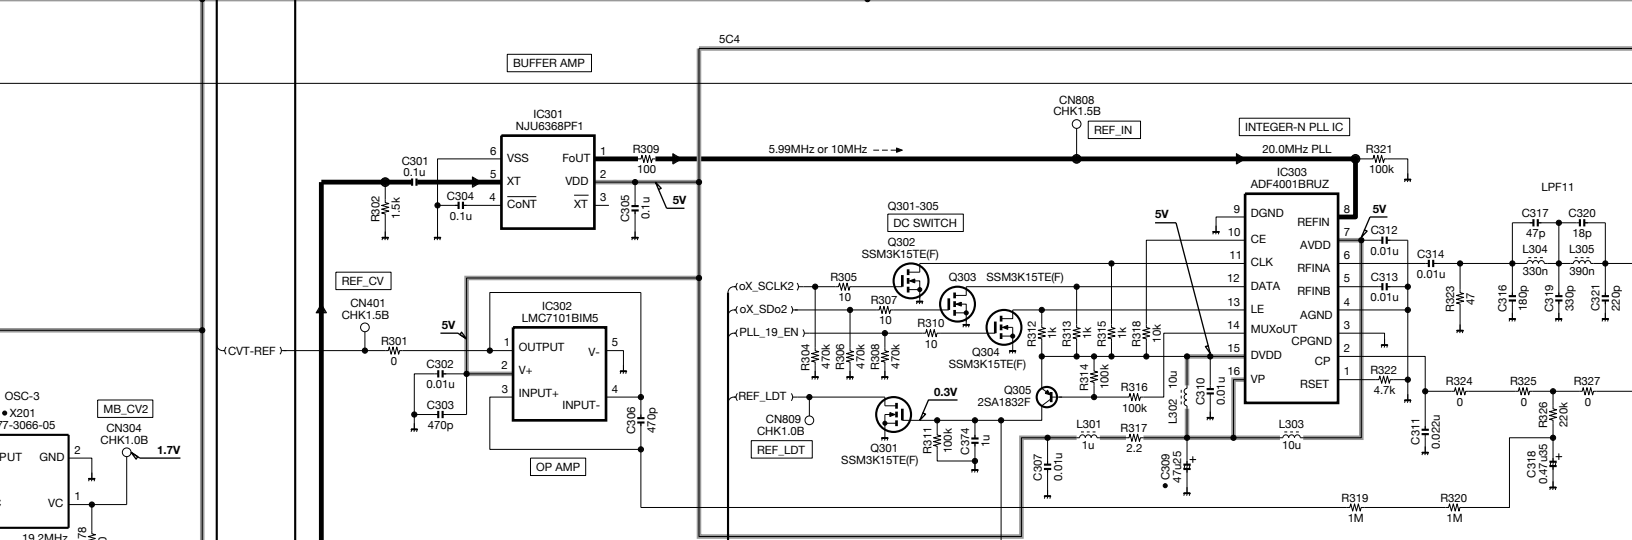 5C4
BUFFER AMP
IC301
NJU6368PF1
6 VSS FoUT 1
5 XT VDD 2
4 CoNT XT 3
C301
0.1u
R302
1.5k
C304
0.1u
R309
100
C305
0.1u
5V
5.99MHz or 10MHz
CN808
CHK1.5B
REF_IN
INTEGER-N PLL IC
20.0MHz PLL
R321
100k
IC303
ADF4001BRUZ
9 DGND
10 CE
11 CLK
12 DATA
13 LE
14 MUXoUT
15 DVDD
16 VP
REFIN 8
AVDD 7
RFINA 6
RFINB 5
AGND 4
CPGND 3
CP 2
RSET 1
5V
5V
C312
0.01u
C313
0.01u
C314
0.01u
R322
4.7k
R323
47
LPF11
C317
47p
C320
18p
L304
330n
L305
390n
C316
180p
C319
330p
C321
220p
Q301-305
DC SWITCH
Q302
SSM3K15TE(F)
Q303 SSM3K15TE(F)
Q304
SSM3K15TE(F)
oX_SCLK2
oX_SDo2
PLL_19_EN
REF_LDT
R305
10
R307
10
R310
10
R304
470k
R306
470k
R308
470k
R312
1k
R313
1k
R315
1k
R318
10k
R314
100k
R316
100k
Q305
2SA1832F
0.3V
CN809
CHK1.0B
REF_LDT
Q301
SSM3K15TE(F)
R311
100k
C374
1u
L302
10u
C310
0.01u
L301
1u
R317
2.2
L303
10u
C307
0.01u
C309
47u25
+
R324
0
R325
0
R327
0
R326
220k
C311
0.022u
C318
0.47u35
+
R319
1M
R320
1M
REF_CV
CN401
CHK1.5B
CVT-REF
R301
0
5V
C302
0.01u
C303
470p
IC302
LMC7101BIM5
1 OUTPUT V- 5
2 V+
3 INPUT+ INPUT- 4
C306
470p
OP AMP
OSC-3
X201
77-3066-05
MB_CV2
CN304
CHK1.0B
1.7V
PUT GND 2
VC 1
78
19.2MHz